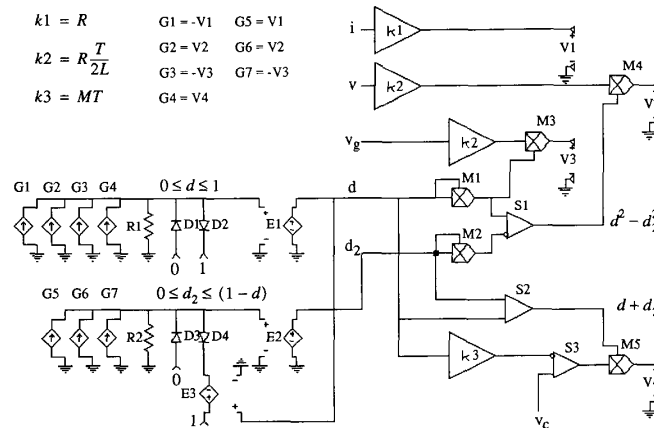 k1 = R
G1 = -V1 G5 = V1
k2 = R T/2L
G2 = V2 G6 = V2
G3 = -V3 G7 = -V3
k3 = MT
G4 = V4
i k1 V1
M4
v k2
M3
v_g k2 V3
G1 G2 G3 G4 0 ≤ d ≤ 1 d M1
R1 D1 D2 E1 S1 d² - d₂²
0 1 d₂ M2
G5 G6 G7 0 ≤ d₂ ≤ (1 - d) S2
R2 D3 D4 E2
0 k3 S3 M5
E3
1 v_c